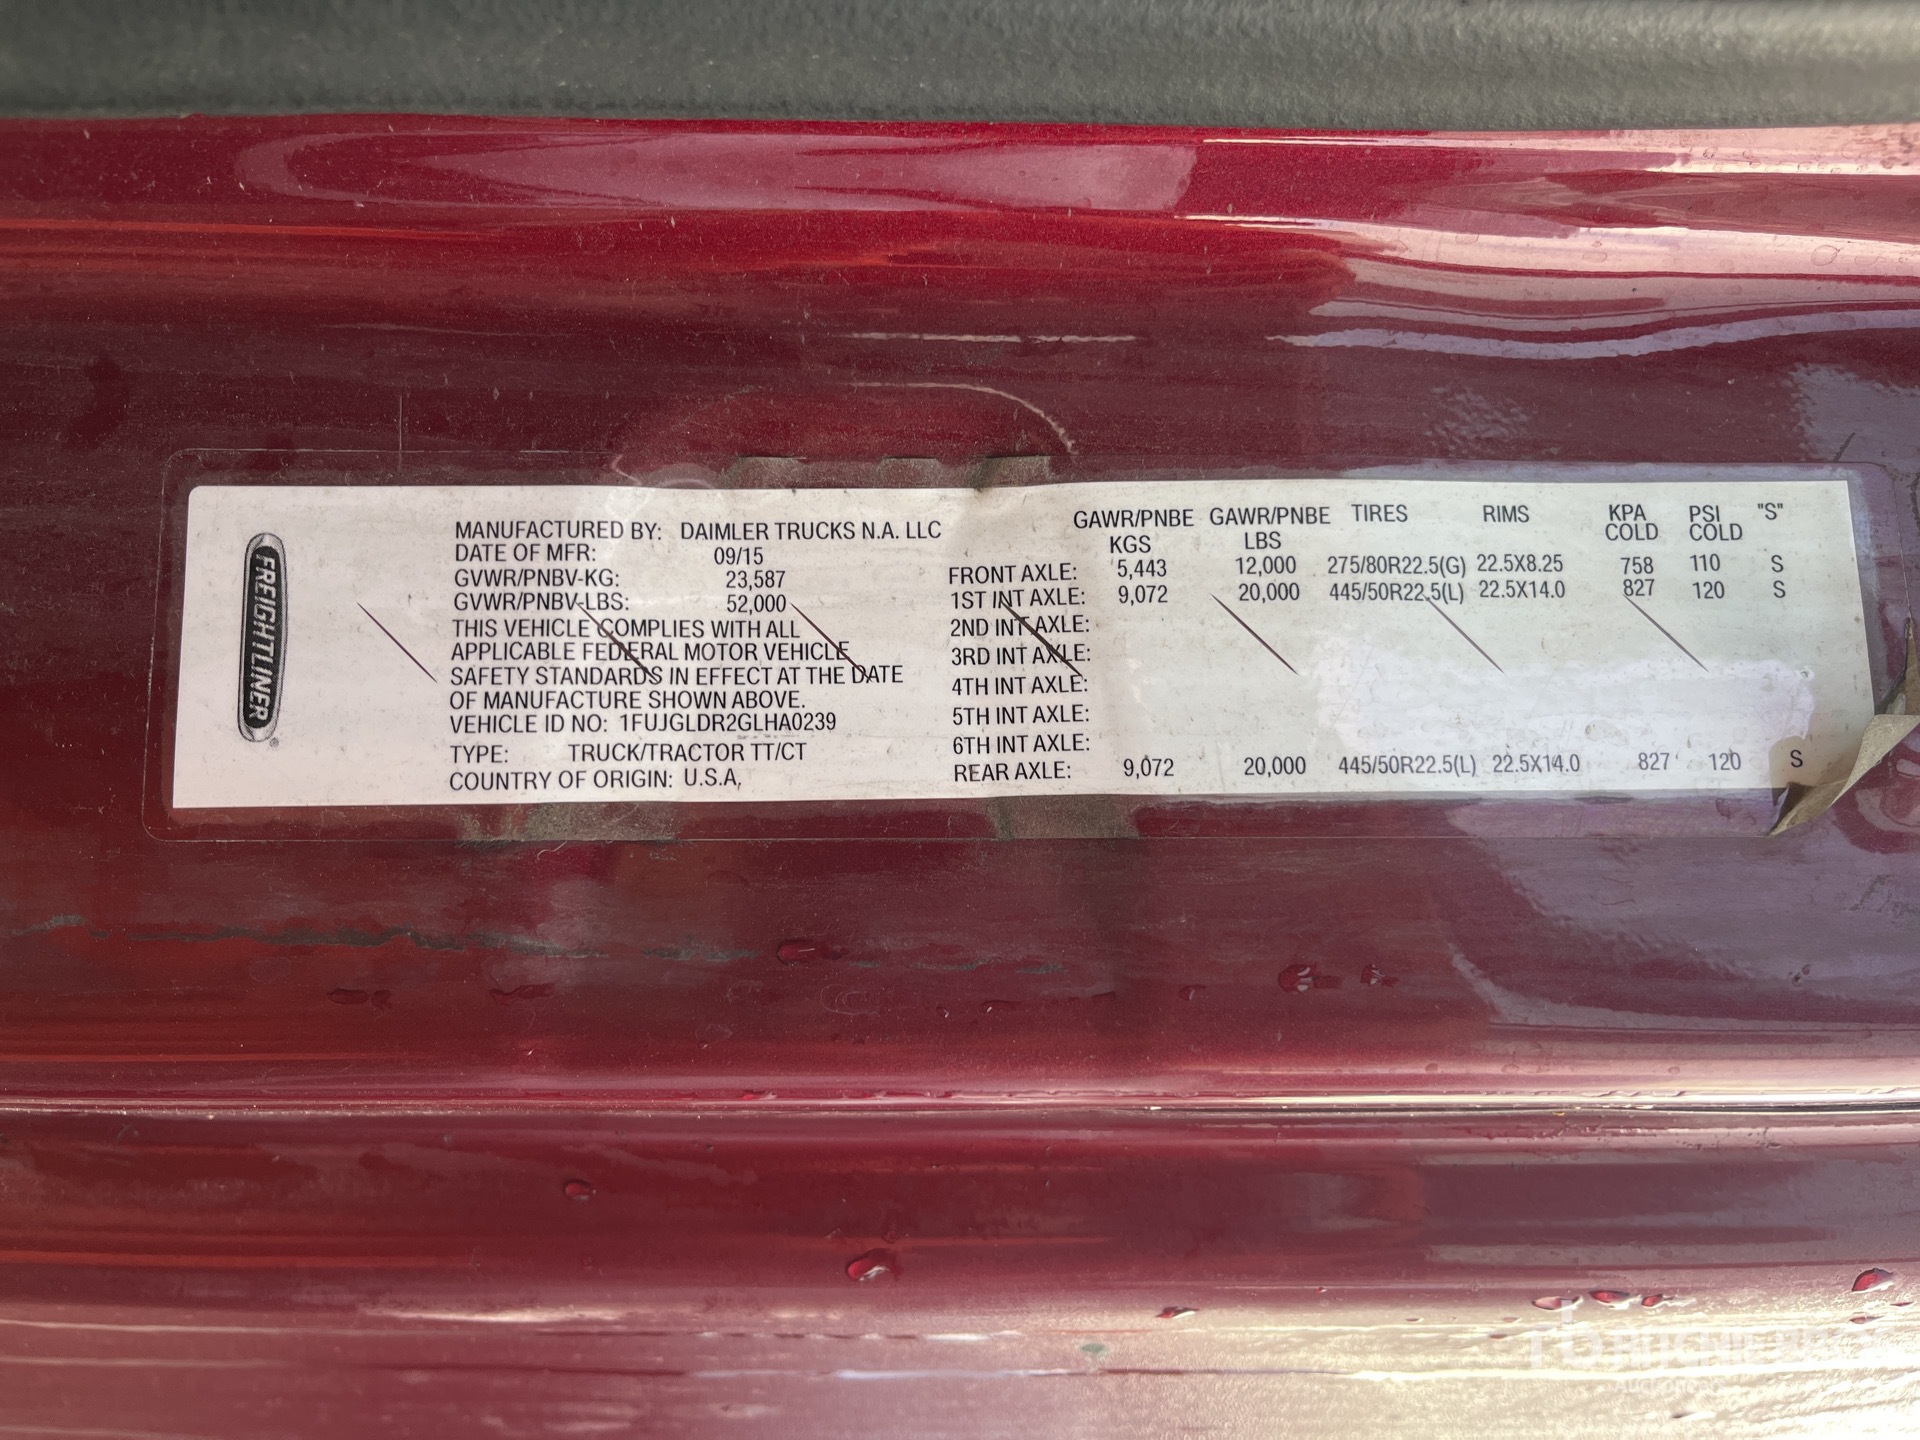 FREIGHTLINER
MANUFACTURED BY: DAIMLER TRUCKS N.A. LLC
DATE OF MFR: 09/15
GVWR/PNBV-KG: 23,587
GVWR/PNBV-LBS: 52,000
THIS VEHICLE COMPLIES WITH ALL
APPLICABLE FEDERAL MOTOR VEHICLE
SAFETY STANDARDS IN EFFECT AT THE DATE
OF MANUFACTURE SHOWN ABOVE.
VEHICLE ID NO: 1FUJGLDR2GLHA0239
TYPE: TRUCK/TRACTOR TT/CT
COUNTRY OF ORIGIN: U.S.A,
GAWR/PNBE GAWR/PNBE TIRES RIMS KPA PSI "S"
KGS LBS COLD COLD
FRONT AXLE: 5,443 12,000 275/80R22.5(G) 22.5X8.25 758 110 S
1ST INT AXLE: 9,072 20,000 445/50R22.5(L) 22.5X14.0 827 120 S
2ND INT AXLE:
3RD INT AXLE:
4TH INT AXLE:
5TH INT AXLE:
6TH INT AXLE:
REAR AXLE: 9,072 20,000 445/50R22.5(L) 22.5X14.0 827 120 S